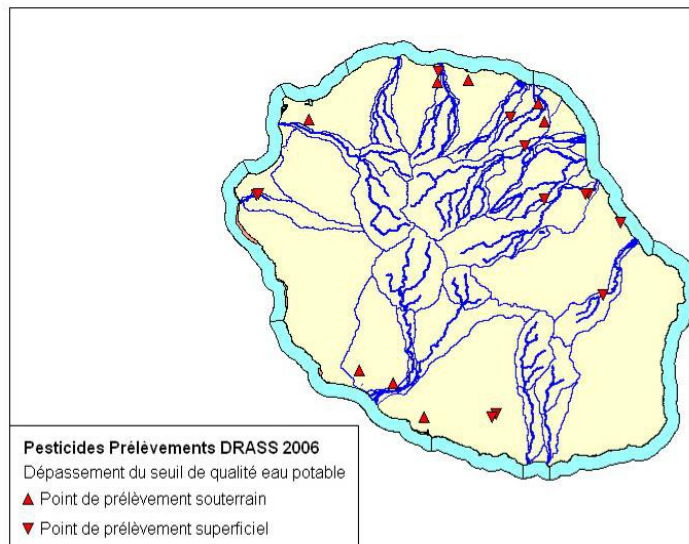 Pesticides Prélèvements DRASS 2006
Dépassement du seuil de qualité eau potable
Point de prélèvement souterrain
Point de prélèvement superficiel